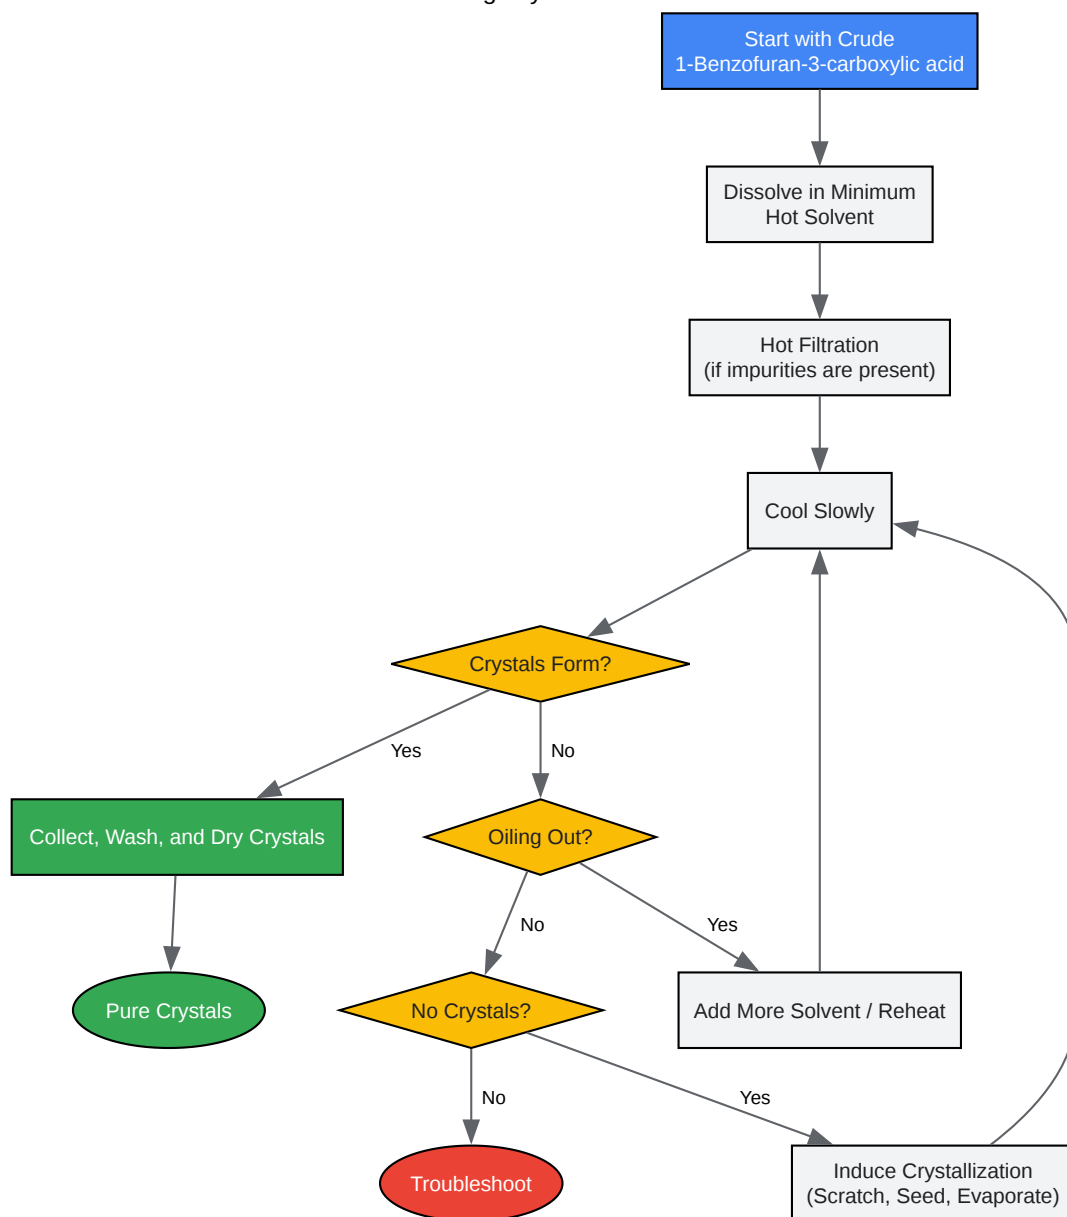 Start with Crude
1-Benzofuran-3-carboxylic acid
Dissolve in Minimum
Hot Solvent
Hot Filtration
(if impurities are present)
Cool Slowly
Crystals Form?
Yes
No
Collect, Wash, and Dry Crystals
Oiling Out?
No
Yes
Pure Crystals
No Crystals?
Add More Solvent / Reheat
No
Yes
Troubleshoot
Induce Crystallization
(Scratch, Seed, Evaporate)